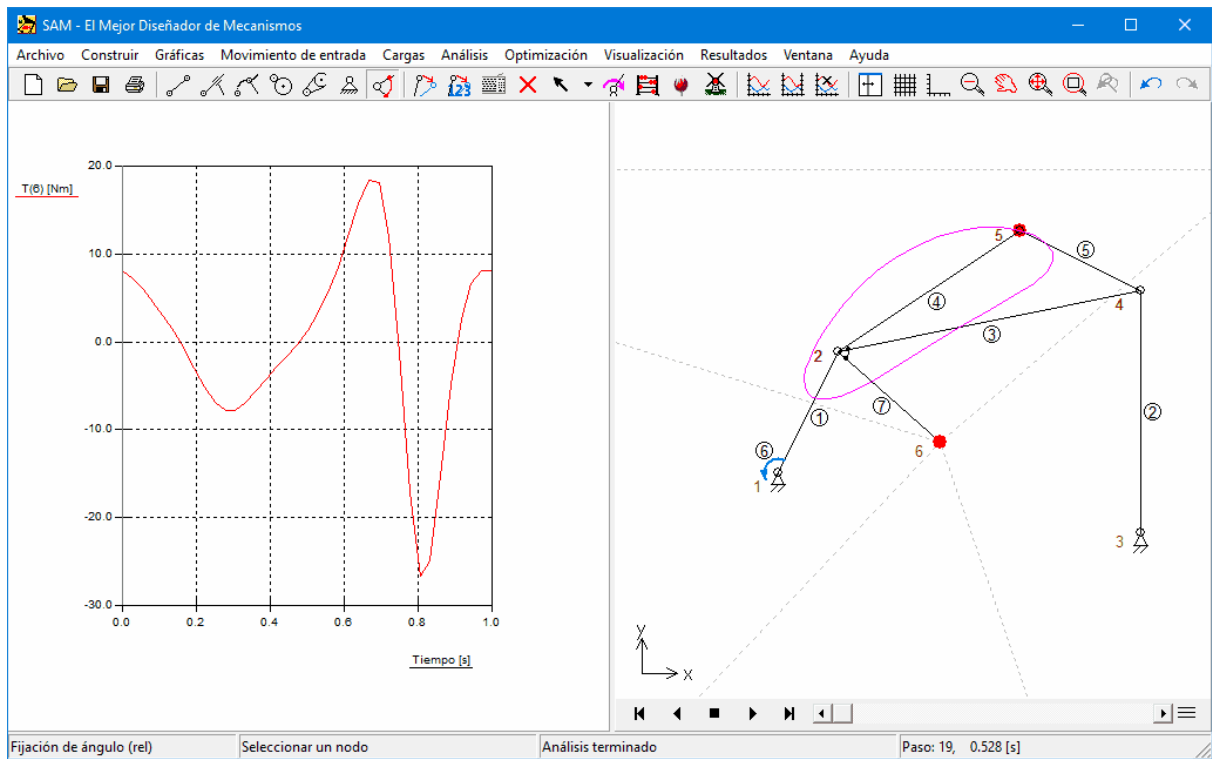 SAM - El Mejor Diseñador de Mecanismos
Archivo Construir Gráficas Movimiento de entrada Cargas Análisis Optimización Visualización Resultados Ventana Ayuda
123
T(6) [Nm]
20.0
10.0
0.0
-10.0
-20.0
-30.0
0.0 0.2 0.4 0.6 0.8 1.0
Tiempo [s]
5
⑤
④
4
③
2
⑦
①
②
⑥
6
1
3
y
x
Fijación de ángulo (rel) Seleccionar un nodo Análisis terminado Paso: 19, 0.528 [s]